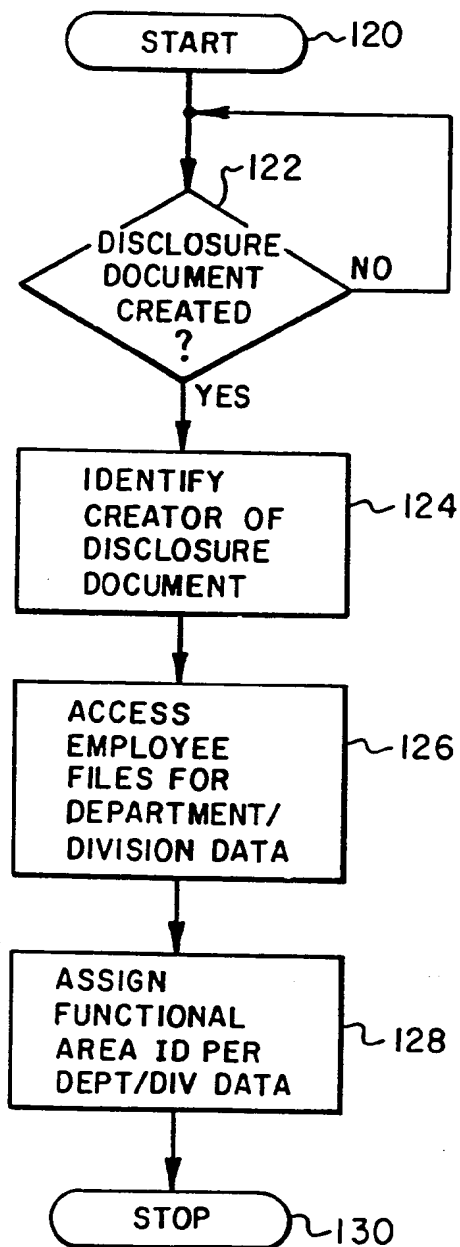 START
120
122
DISCLOSURE
DOCUMENT
CREATED
?
NO
YES
IDENTIFY
CREATOR OF
DISCLOSURE
DOCUMENT
124
ACCESS
EMPLOYEE
FILES FOR
DEPARTMENT/
DIVISION DATA
126
ASSIGN
FUNCTIONAL
AREA ID PER
DEPT/DIV DATA
128
STOP
130